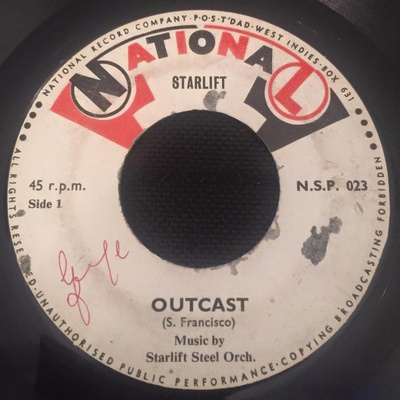 NATIONAL RECORD COMPANY-P-O-S-T'DAD-WEST INDIES-BOX 631
NATIONAL
STARLIFT
45 r.p.m.
N.S.P. 023
Side 1
OUTCAST
(S. Francisco)
Music by
Starlift Steel Orch.
ALL RIGHTS RESERVED-UNAUTHORISED PUBLIC PERFORMANCE-COPYING BROADCASTING FORBIDDEN